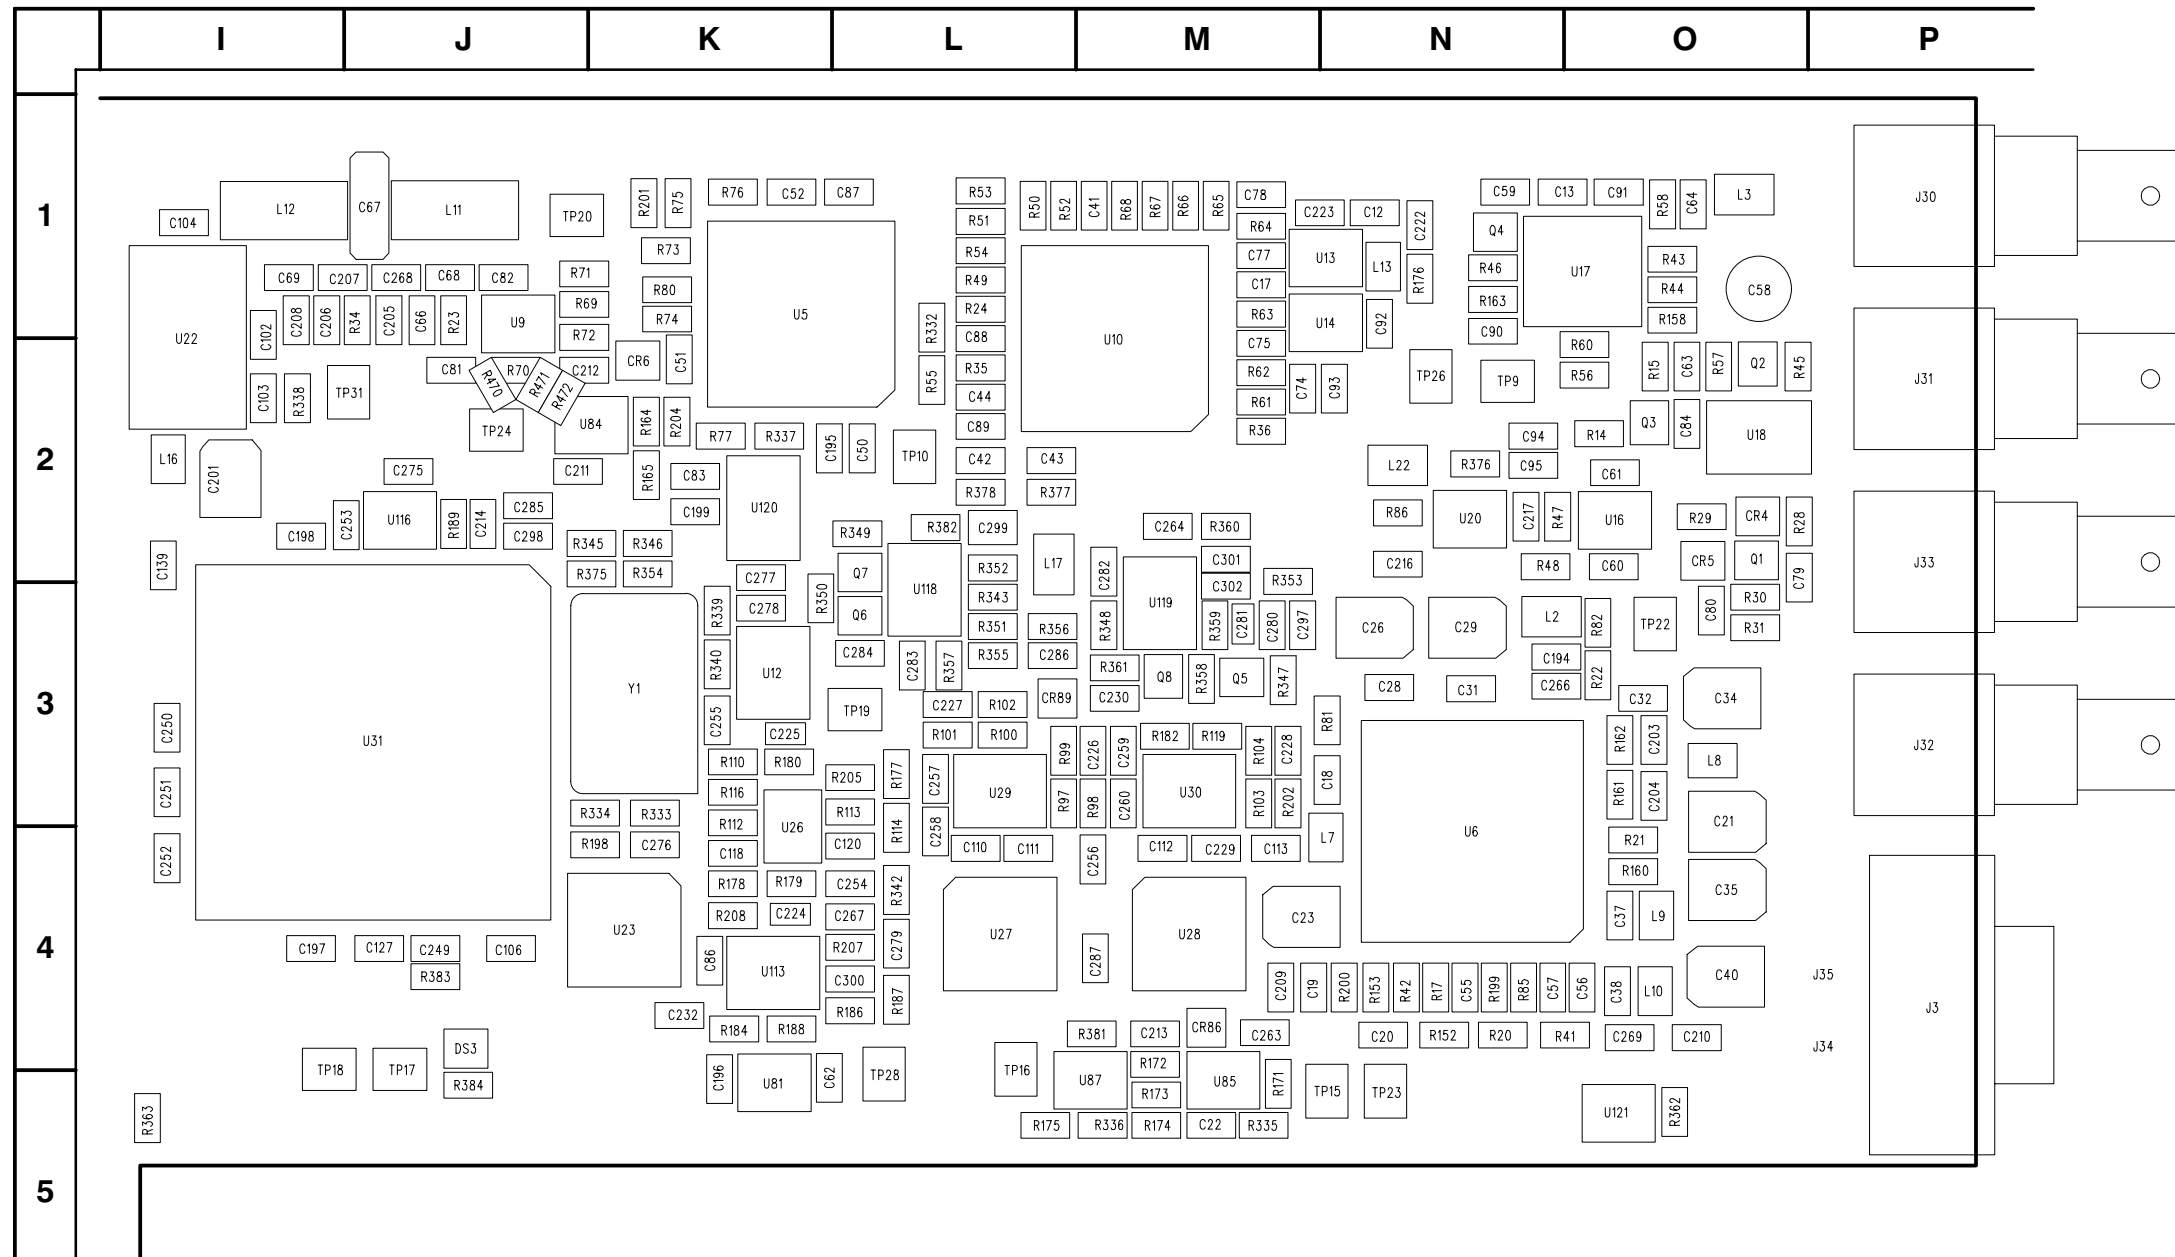 I J K L M N O P
1
L12 C67 L11 TP20 R201 R75 R76 C52 C87 R53 R50 R52 C41 R68 R67 R66 R65 C78 C59 C13 C91 R58 C64 L3 J30
C104 R51 C223 C12 C222 Q4
R73 R54 R64 U13 L13 U17 R43
C69 C207 C268 C68 C82 R71 R49 C77 R176 R46
R80 R24 C17 R44 C58
C208 C206 R34 C205 C66 R23 U9 R69 R74 U5 R332 R63 U14 C92 R163 R158
U22 C102 R72 C88 U10 C75 C90 R60
C81 R70 C212 CR6 C51 R35 R62 TP26 TP9 R56 R15 C63 R57 Q2 R45 J31
R470 R471 R472 R55 C74 C93
C103 R338 TP31 C44 R61
2
TP24 U84 R164 R204 R77 R337 C89 R36 C94 R14 Q3 C84 U18
L16 C201 C275 C211 R165 C83 C195 C50 TP10 C42 C43 L22 R376 C95 C61
R378 R377
C253 U116 R189 C214 C285 C199 U120 R86 U20 C217 R47 U16 R29 CR4 R28
C198 C298 R345 R346 R349 R382 C299 C264 R360
C139 R375 R354 C277 Q7 R352 L17 C282 C301 C216 R48 C60 CR5 Q1 C79 J33
U118 C302 R353
R339 C278 R350 Q6 R343 U119 R30
R351 R356 R348 R359 C281 C280 C297 C26 C29 L2 R82 TP22 C80 R31
C284 C283 R357 R355 C286 C194
R340 U12 R361 Q8 R358 Q5 R347 C266 R22
3
Y1 C255 TP19 C227 R102 CR89 C230 C28 C31 C32 C34
C250 U31 C225 R101 R100 R99 C226 C259 R182 R119 R104 C228 R81 R162 C203 J32
R110 R180 R205 R177 C257 L8
C251 R116 U29 R97 R98 C260 U30 R103 R202 C18 R161 C204
R334 R333 R112 U26 R113 R114 C258 L7 U6 C21
C252 R198 C276 C118 C120 C110 C111 C256 C112 C229 C113 R21
R178 R179 C254 R342 R160 C35
4
U23 R208 C224 C267 U27 U28 C23 C37 L9
C197 C127 C249 C106 C86 U113 R207 C279 C287
R383 C300 C209 C19 R200 R153 R42 R17 C55 R199 R85 C57 C56 C38 L10 C40 J35
C232 R186 R187 J3
R184 R188 R381 C213 CR86 C263 C20 R152 R20 R41 C269 C210
DS3 J34
TP18 TP17 R384 C196 U81 C62 TP28 TP16 U87 R172 U85 R171 TP15 TP23
R173
R363 R175 R336 R174 C22 R335 U121 R362
5